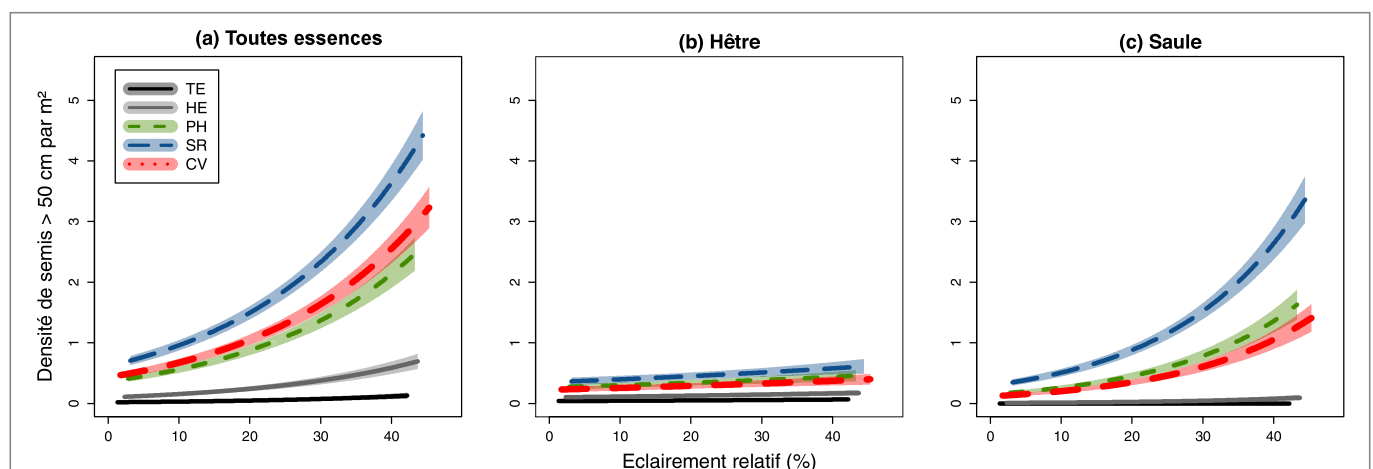 (a) Toutes essences
(b) Hêtre
(c) Saule
Densité de semis > 50 cm par m²
TE
HE
PH
SR
CV
5
4
3
2
1
0
0 10 20 30 40
5
4
3
2
1
0
0 10 20 30 40
5
4
3
2
1
0
0 10 20 30 40
Eclairement relatif (%)